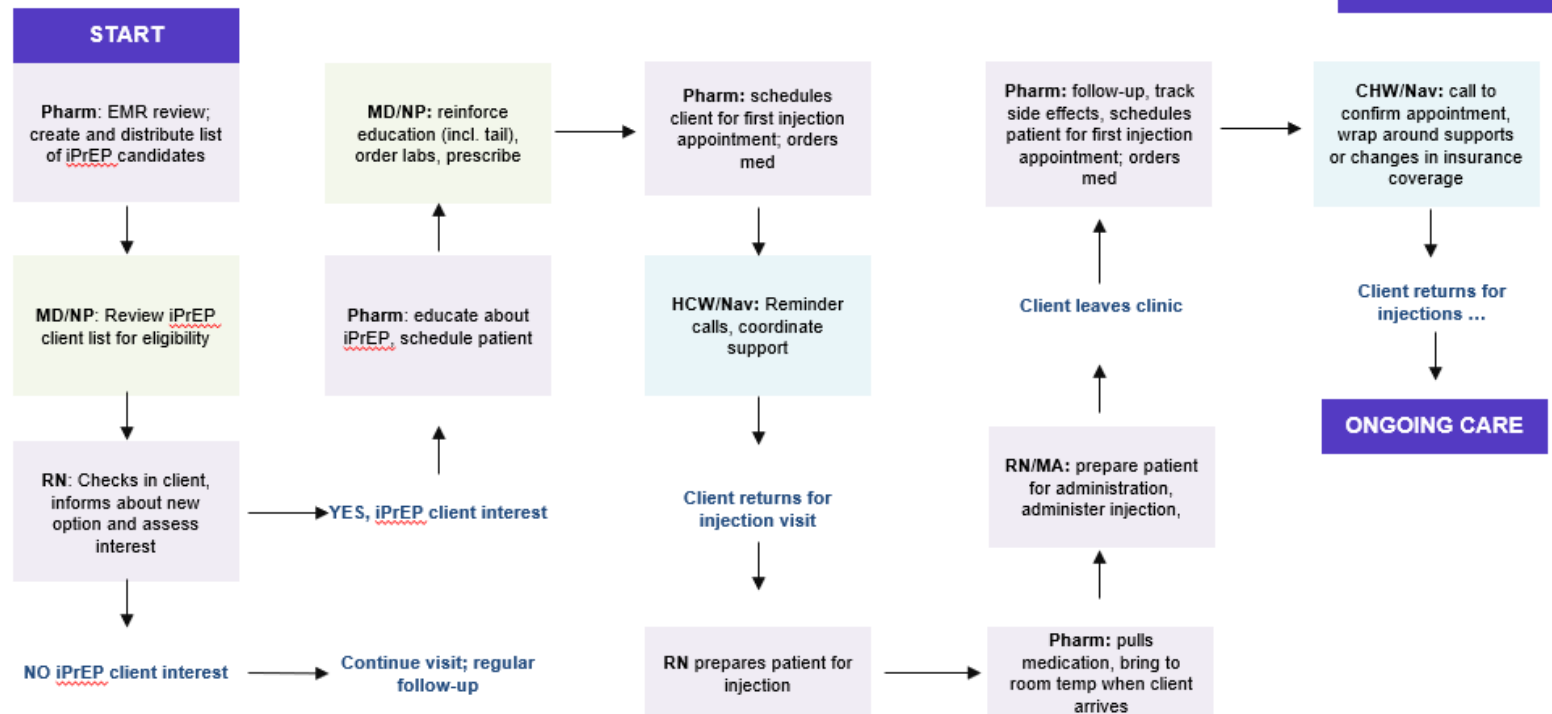 START
Pharm: EMR review;
create and distribute list
of iPrEP candidates
MD/NP: Review iPrEP
client list for eligibility
RN: Checks in client,
informs about new
option and assess
interest
NO iPrEP client interest
Continue visit; regular
follow-up
YES, iPrEP client interest
Pharm: educate about
iPrEP, schedule patient
MD/NP: reinforce
education (incl. tail),
order labs, prescribe
Pharm: schedules
client for first injection
appointment; orders
med
HCW/Nav: Reminder
calls, coordinate
support
Client returns for
injection visit
RN prepares patient for
injection
Pharm: pulls
medication, bring to
room temp when client
arrives
RN/MA: prepare patient
for administration,
administer injection,
Client leaves clinic
Pharm: follow-up, track
side effects, schedules
patient for first injection
appointment; orders
med
CHW/Nav: call to
confirm appointment,
wrap around supports
or changes in insurance
coverage
Client returns for
injections ...
ONGOING CARE